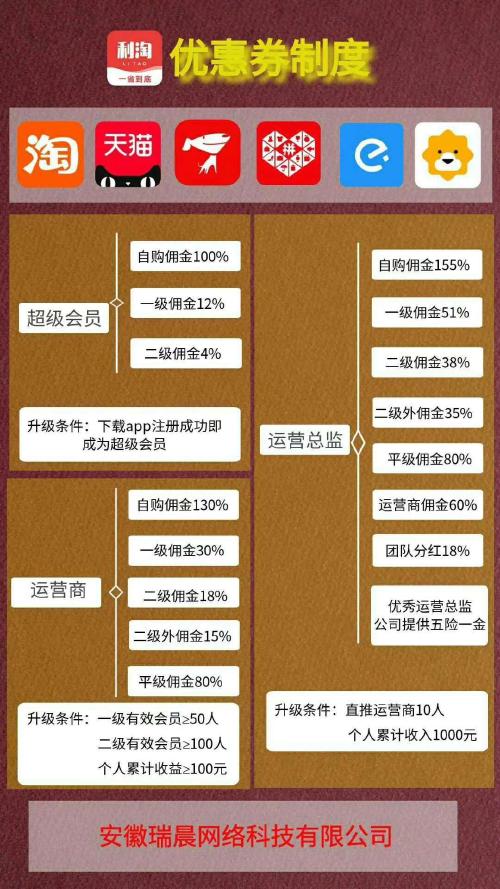 利淘
LI TAO
一省到底
优惠券制度
淘
天猫
拼
超级会员
自购佣金100%
一级佣金12%
二级佣金4%
升级条件：下载app注册成功即
成为超级会员
运营商
自购佣金130%
一级佣金30%
二级佣金18%
二级外佣金15%
平级佣金80%
升级条件：一级有效会员≥50人
二级有效会员≥100人
个人累计收益≥100元
运营总监
自购佣金155%
一级佣金51%
二级佣金38%
二级外佣金35%
平级佣金80%
运营商佣金60%
团队分红18%
优秀运营总监
公司提供五险一金
升级条件：直推运营商10人
个人累计收入1000元
安徽瑞晨网络科技有限公司